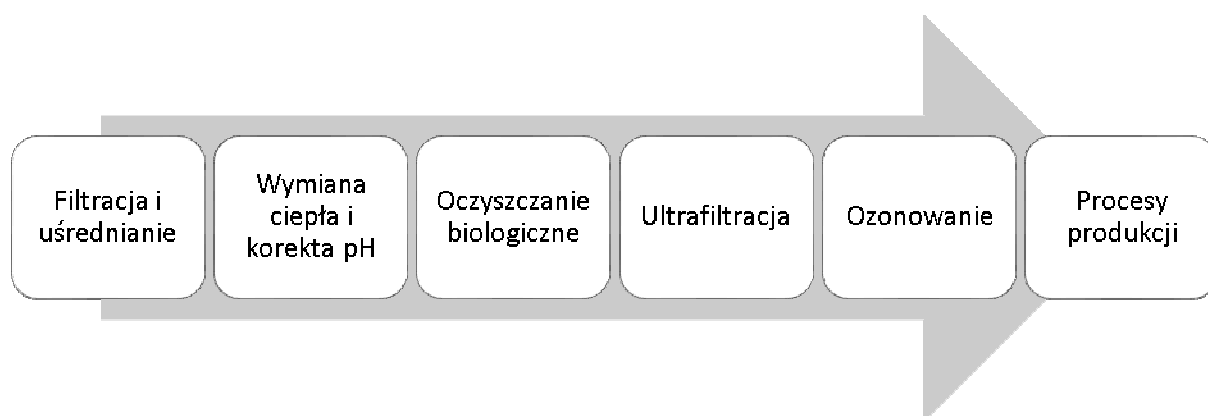 Filtracja i
uśrednianie
Wymiana
ciepła i
korekta pH
Oczyszczanie
biologiczne
Ultrafiltracja
Ozonowanie
Procesy
produkcji